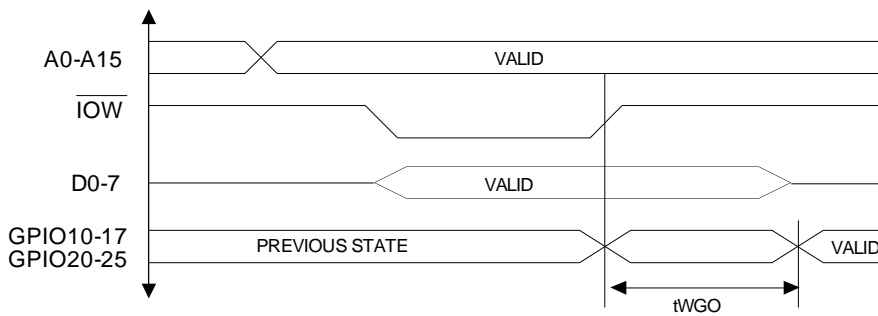 A0-A15
VALID
IOW
D0-7
VALID
GPIO10-17
GPIO20-25
PREVIOUS STATE
VALID
tWGO